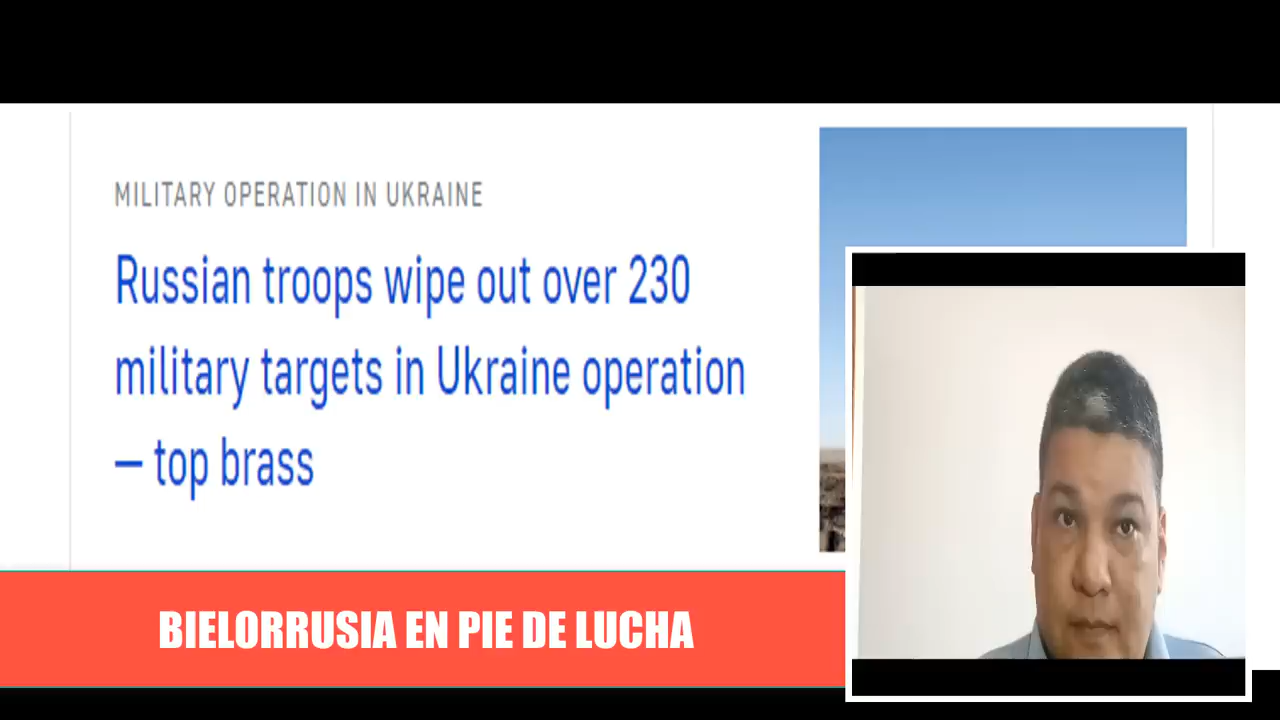 MILITARY OPERATION IN UKRAINE
Russian troops wipe out over 230
military targets in Ukraine operation
— top brass
BIELORRUSIA EN PIE DE LUCHA